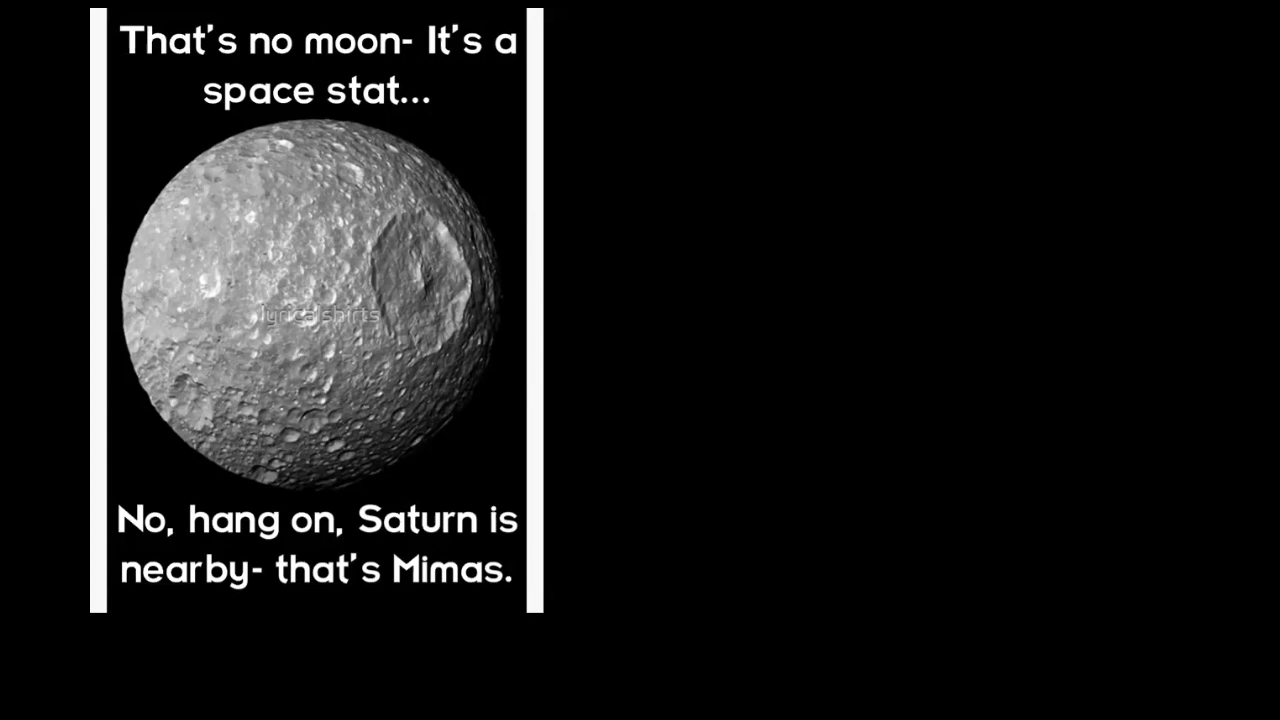 That's no moon- It's a
space stat...
lyricalshirts
No, hang on, Saturn is
nearby- that's Mimas.